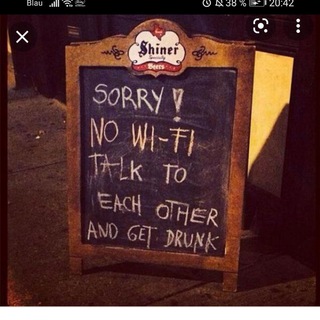 Blau 38 % 20:42
Shiner
Beers
SORRY!
NO WI-FI
TALK TO
EACH OTHER
AND GET DRUNK